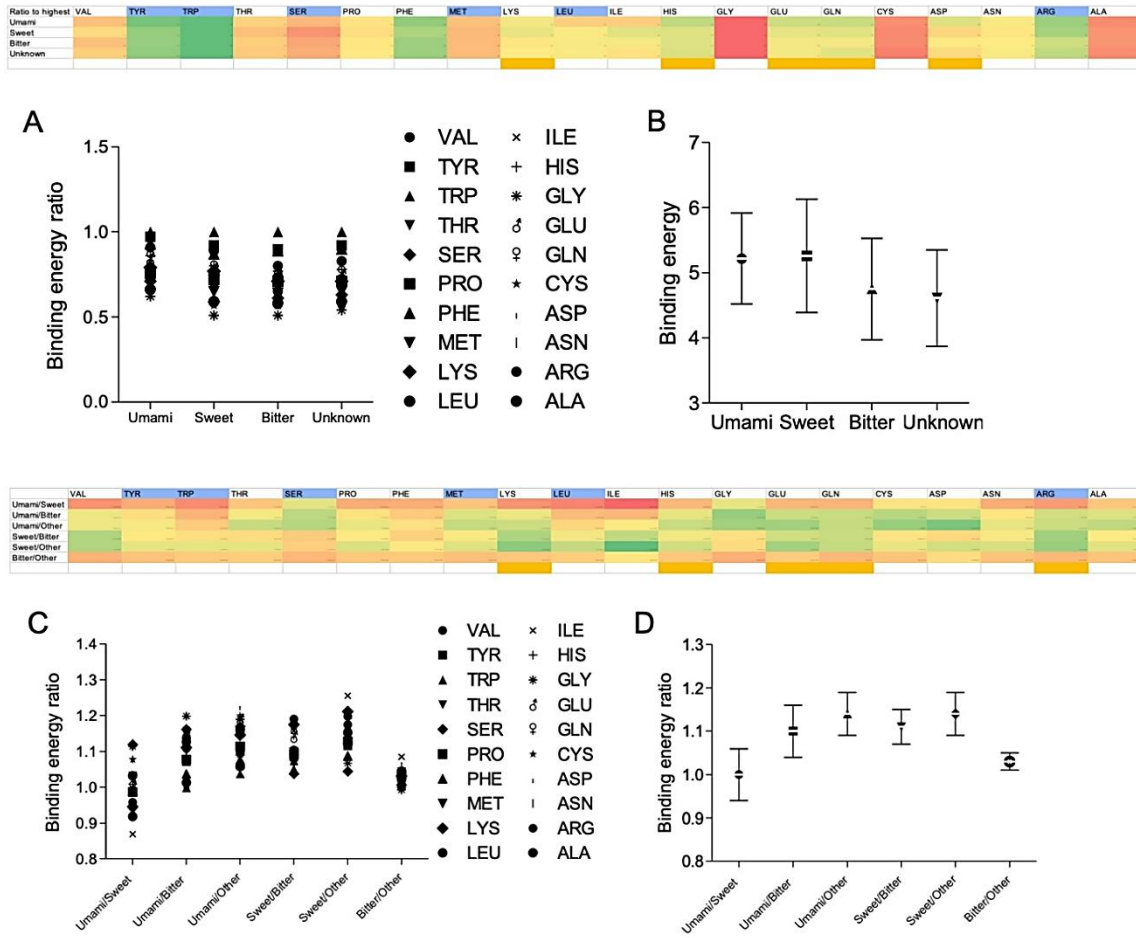 Ratio to highest VAL TYR TRP THR SER PRO PHE MET LYS LEU ILE HIS GLY GLU GLN CYS ASP ASN ARG ALA
Umami
Sweet
Bitter
Unknown
A
Binding energy ratio
1.5
1.0
0.5
0.0
Umami Sweet Bitter Unknown
VAL ILE
TYR HIS
TRP GLY
THR GLU
SER GLN
PRO CYS
PHE ASP
MET ASN
LYS ARG
LEU ALA
B
Binding energy
7
6
5
4
3
Umami Sweet Bitter Unknown
VAL TYR TRP THR SER PRO PHE MET LYS LEU ILE HIS GLY GLU GLN CYS ASP ASN ARG ALA
Umami/Sweet
Umami/Bitter
Umami/Other
Sweet/Bitter
Sweet/Other
Bitter/Other
C
Binding energy ratio
1.4
1.3
1.2
1.1
1.0
0.9
0.8
Umami/Sweet Umami/Bitter Umami/Other Sweet/Bitter Sweet/Other Bitter/Other
VAL ILE
TYR HIS
TRP GLY
THR GLU
SER GLN
PRO CYS
PHE ASP
MET ASN
LYS ARG
LEU ALA
D
Binding energy ratio
1.3
1.2
1.1
1.0
0.9
0.8
Umami/Sweet Umami/Bitter Umami/Other Sweet/Bitter Sweet/Other Bitter/Other